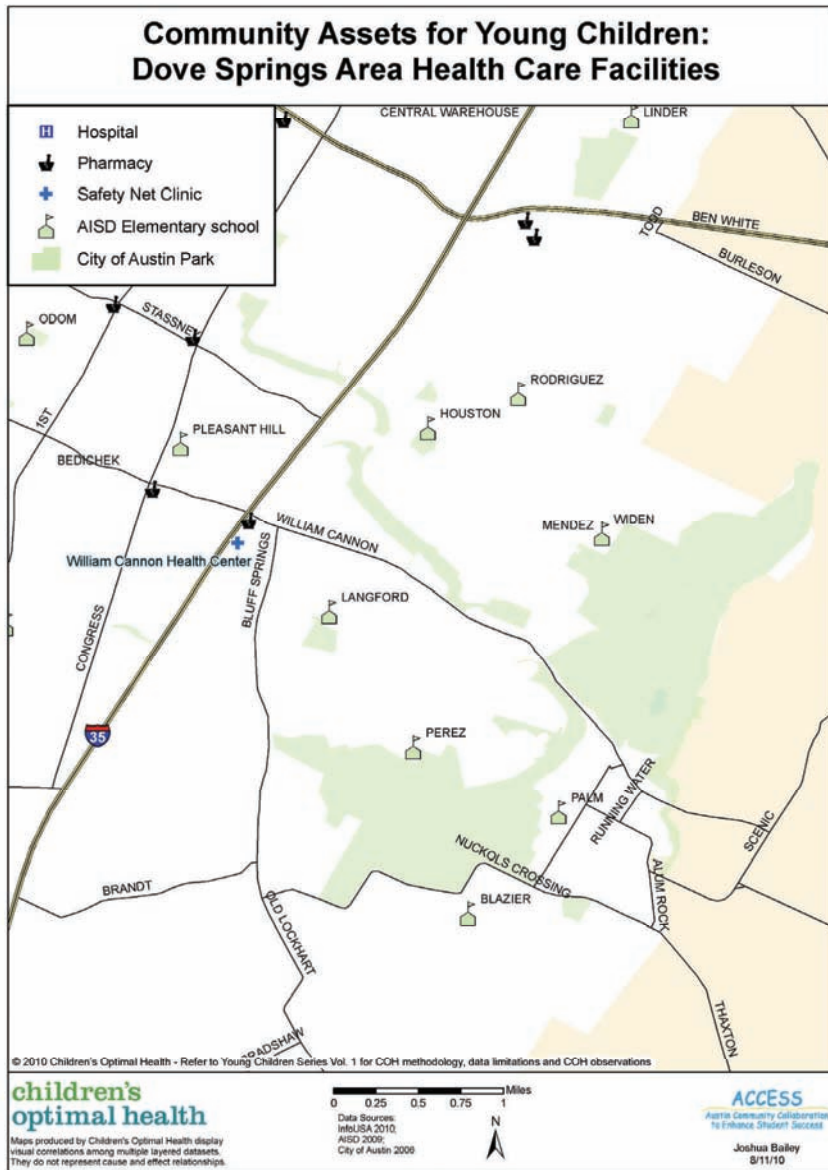 Community Assets for Young Children:
Dove Springs Area Health Care Facilities
H Hospital
Pharmacy
Safety Net Clinic
AISD Elementary school
City of Austin Park
CENTRAL WAREHOUSE
LINDER
BEN WHITE
TODD
BURLESON
ODOM
STASSNEY
RODRIGUEZ
HOUSTON
1ST
PLEASANT HILL
BEDICHEK
WILLIAM CANNON
MENDEZ
WIDEN
William Cannon Health Center
BLUFF SPRINGS
LANGFORD
CONGRESS
35
PEREZ
PALM
RUNNING WATER
SCENIC
NUCKOLS CROSSING
BRANDT
ALUM ROCK
BLAZIER
OLD LOCKHART
THAXTON
© 2010 Children's Optimal Health - Refer to Young Children Series Vol. 1 for COH methodology, data limitations and COH observations
children's
optimal health
Maps produced by Children's Optimal Health display
visual correlations among multiple layered datasets.
They do not represent cause and effect relationships.
Miles
0 0.25 0.5 0.75 1
Data Sources:
InfoUSA 2010;
AISD 2009;
City of Austin 2006
N
ACCESS
Austin Community Collaboration
to Enhance Student Success
Joshua Bailey
8/11/10